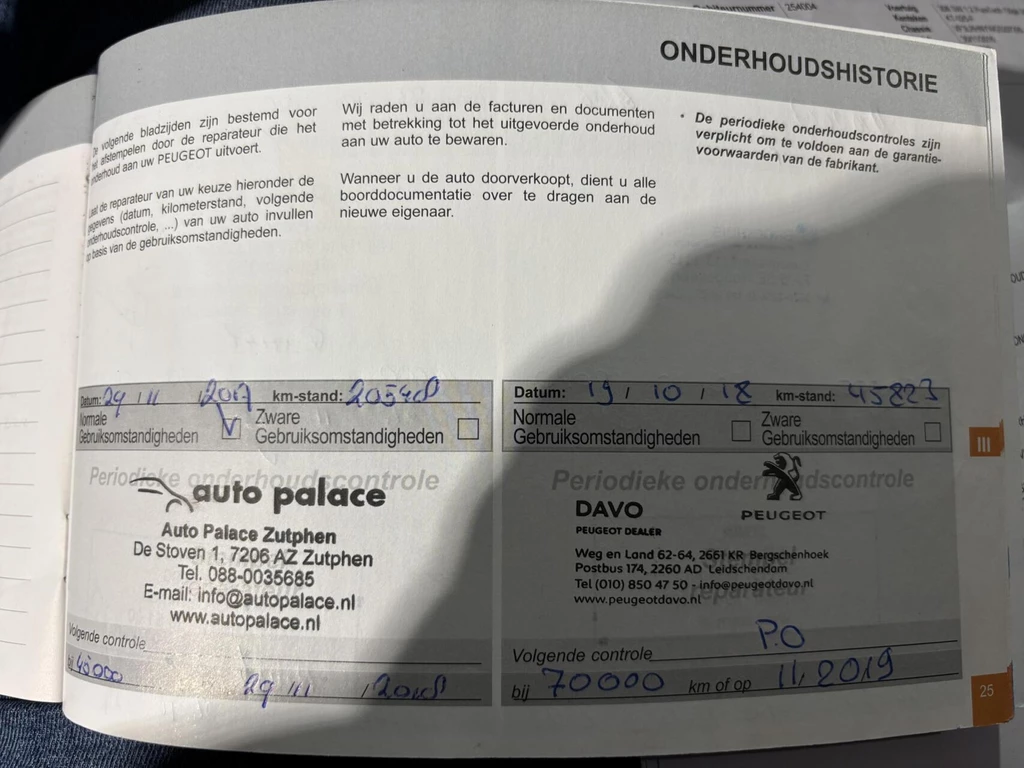 ONDERHOUDSHISTORIE
volgende bladzijden zijn bestemd voor
het afstempelen door de reparateur die het
onderhoud aan uw PEUGEOT uitvoert.
de reparateur van uw keuze hieronder de
gegevens (datum, kilometerstand, volgende
onderhoudscontrole, ...) van uw auto invullen
op basis van de gebruiksomstandigheden.
Wij raden u aan de facturen en documenten
met betrekking tot het uitgevoerde onderhoud
aan uw auto te bewaren.
Wanneer u de auto doorverkoopt, dient u alle
boorddocumentatie over te dragen aan de
nieuwe eigenaar.
• De periodieke onderhoudscontroles zijn
verplicht om te voldoen aan de garantie-
voorwaarden van de fabrikant.
Datum: 29 / 11 / 2017 km-stand: 20548
Normale
Gebruiksomstandigheden
Zware
Gebruiksomstandigheden
Periodieke onderhoudscontrole
auto palace
Auto Palace Zutphen
De Stoven 1, 7206 AZ Zutphen
Tel. 088-0035685
E-mail: info@autopalace.nl
www.autopalace.nl
Volgende controle
bij 40000
29 11 / 2018
Datum: 19 / 10 / 18 km-stand: 45823
Normale
Gebruiksomstandigheden
Zware
Gebruiksomstandigheden
Periodieke onderhoudscontrole
DAVO
PEUGEOT DEALER
PEUGEOT
Weg en Land 62-64, 2661 KR Bergschenhoek
Postbus 174, 2260 AD Leidschendam
Tel (010) 850 47 50 - info@peugeotdavo.nl
www.peugeotdavo.nl
reparateur
Volgende controle P.O
bij 70000 km of op 11, 2019
III
25
254004